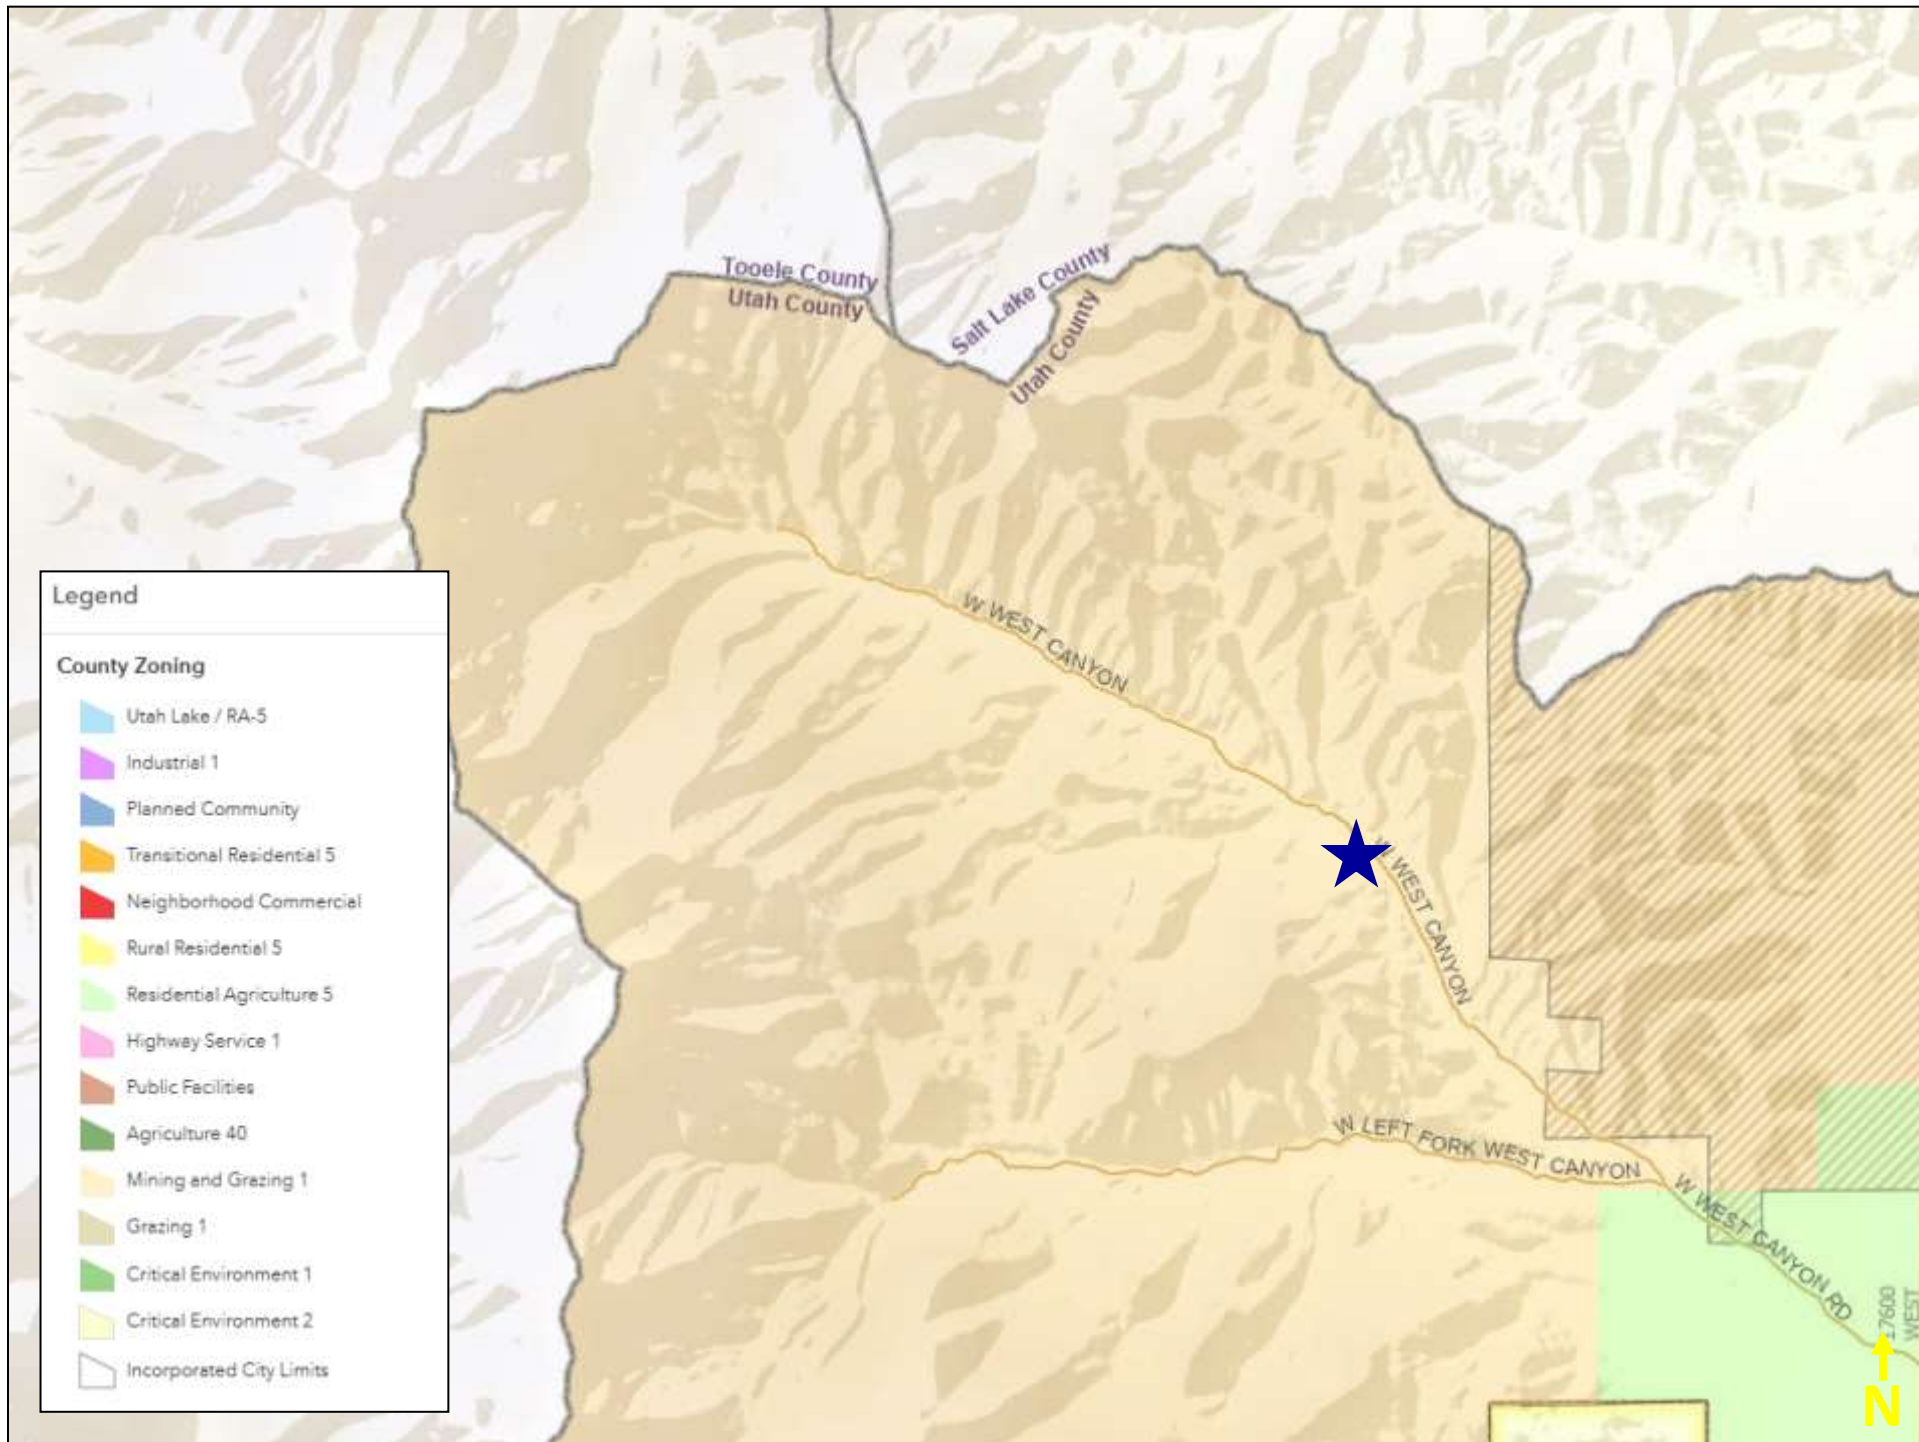 Tooele County
Utah County
Salt Lake County
Utah County
W WEST CANYON
W WEST CANYON
W LEFT FORK WEST CANYON
W WEST CANYON RD
17600
WEST
N
Legend
County Zoning
Utah Lake / RA-5
Industrial 1
Planned Community
Transitional Residential 5
Neighborhood Commercial
Rural Residential 5
Residential Agriculture 5
Highway Service 1
Public Facilities
Agriculture 40
Mining and Grazing 1
Grazing 1
Critical Environment 1
Critical Environment 2
Incorporated City Limits